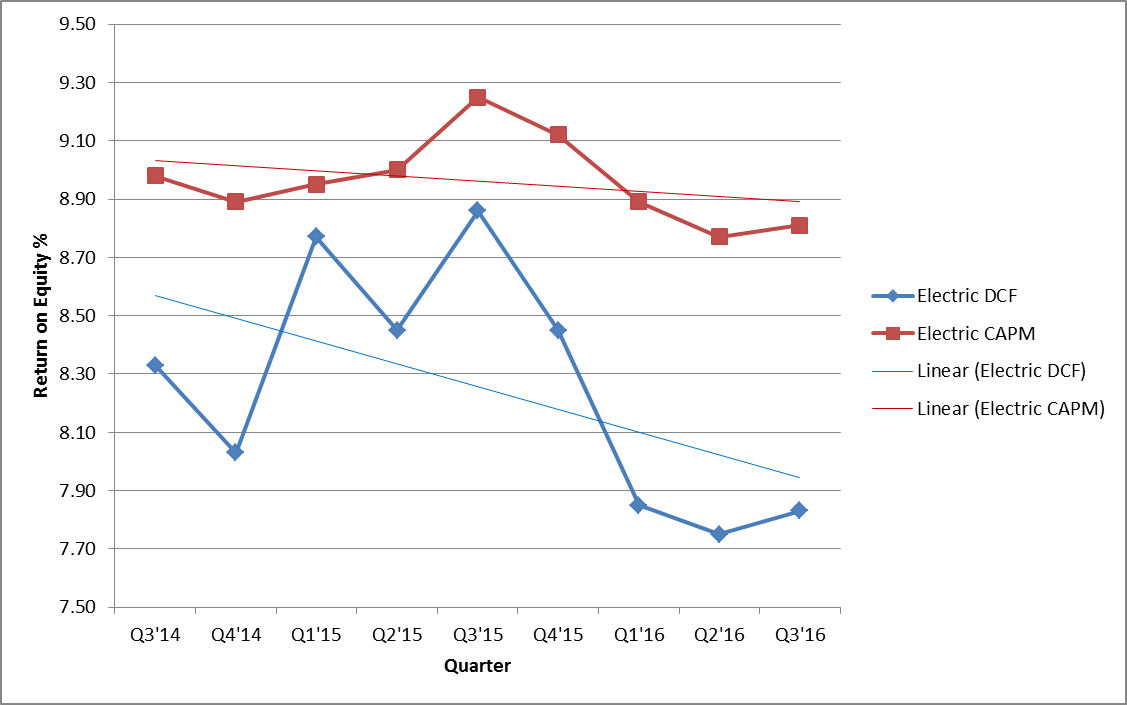 9.50
9.30
9.10
8.90
8.70
8.50
8.30
8.10
7.90
7.70
7.50
Return on Equity %
Q3'14 Q4'14 Q1'15 Q2'15 Q3'15 Q4'15 Q1'16 Q2'16 Q3'16
Quarter
Electric DCF
Electric CAPM
Linear (Electric DCF)
Linear (Electric CAPM)